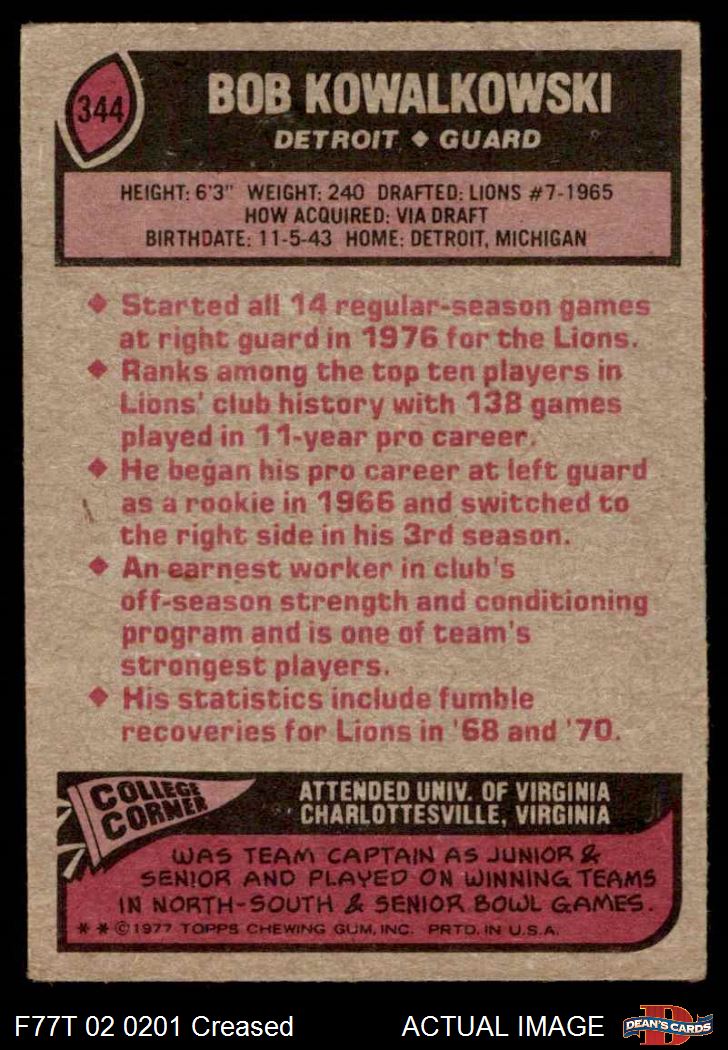 344
BOB KOWALKOWSKI
DETROIT ♦ GUARD
HEIGHT: 6'3" WEIGHT: 240 DRAFTED: LIONS #7-1965
HOW ACQUIRED: VIA DRAFT
BIRTHDATE: 11-5-43 HOME: DETROIT, MICHIGAN
♦ Started all 14 regular-season games
at right guard in 1976 for the Lions.
♦ Ranks among the top ten players in
Lions' club history with 138 games
played in 11-year pro career.
♦ He began his pro career at left guard
as a rookie in 1966 and switched to
the right side in his 3rd season.
♦ An earnest worker in club's
off-season strength and conditioning
program and is one of team's
strongest players.
♦ His statistics include fumble
recoveries for Lions in '68 and '70.
COLLEGE
CORNER
ATTENDED UNIV. OF VIRGINIA
CHARLOTTESVILLE, VIRGINIA
WAS TEAM CAPTAIN AS JUNIOR &
SENIOR AND PLAYED ON WINNING TEAMS
IN NORTH-SOUTH & SENIOR BOWL GAMES.
* * © 1977 TOPPS CHEWING GUM, INC. PRTD. IN U.S.A.
F77T 02 0201 Creased ACTUAL IMAGE
D
DEAN'S CARDS